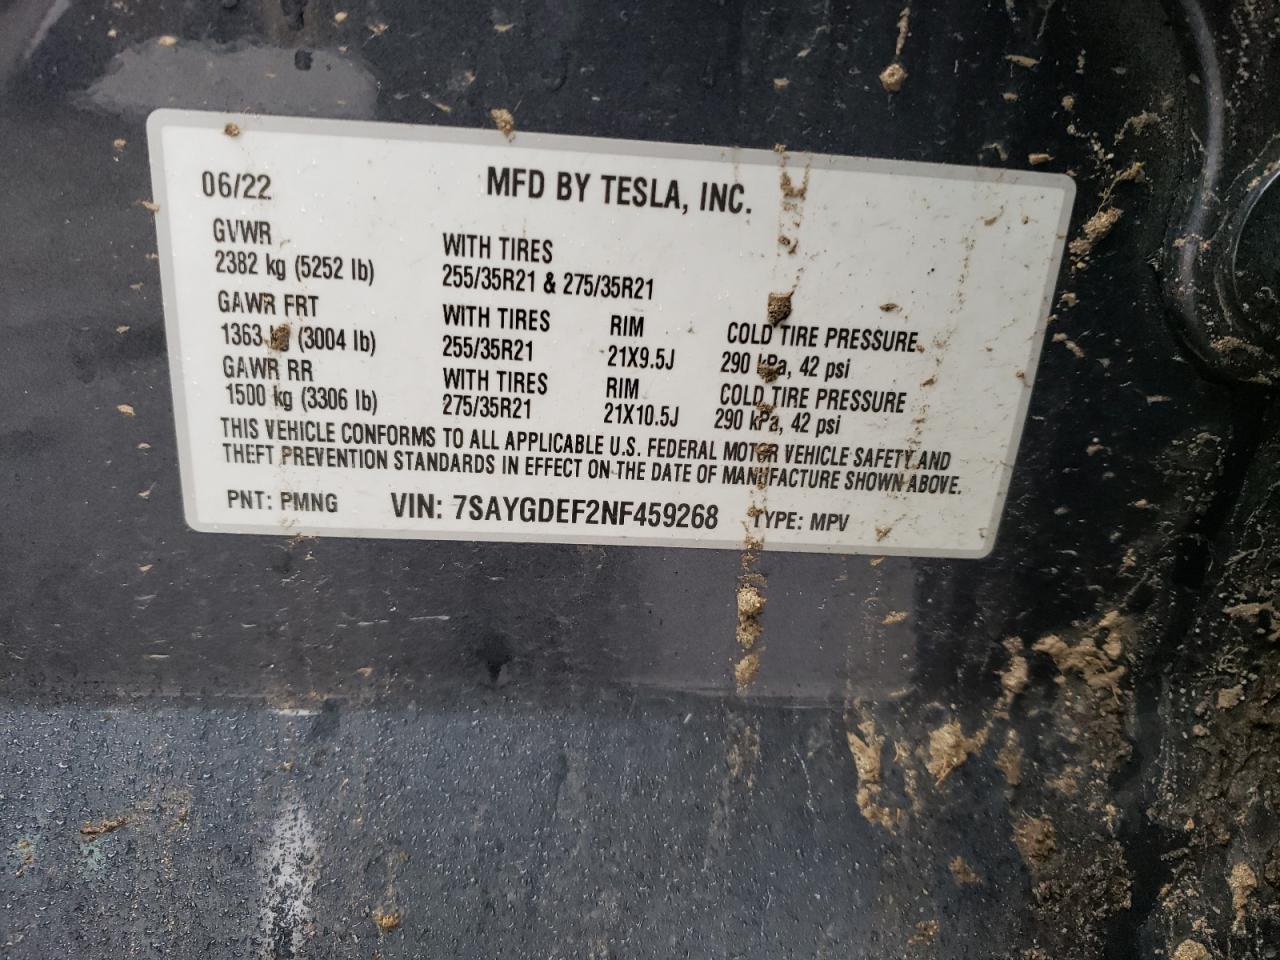 06/22 MFD BY TESLA, INC.
GVWR WITH TIRES
2382 kg (5252 lb) 255/35R21 & 275/35R21
GAWR FRT WITH TIRES RIM COLD TIRE PRESSURE
1363 kg (3004 lb) 255/35R21 21X9.5J 290 kPa, 42 psi
GAWR RR WITH TIRES RIM COLD TIRE PRESSURE
1500 kg (3306 lb) 275/35R21 21X10.5J 290 kPa, 42 psi
THIS VEHICLE CONFORMS TO ALL APPLICABLE U.S. FEDERAL MOTOR VEHICLE SAFETY AND
THEFT PREVENTION STANDARDS IN EFFECT ON THE DATE OF MANUFACTURE SHOWN ABOVE.
PNT: PMNG VIN: 7SAYGDEF2NF459268 TYPE: MPV